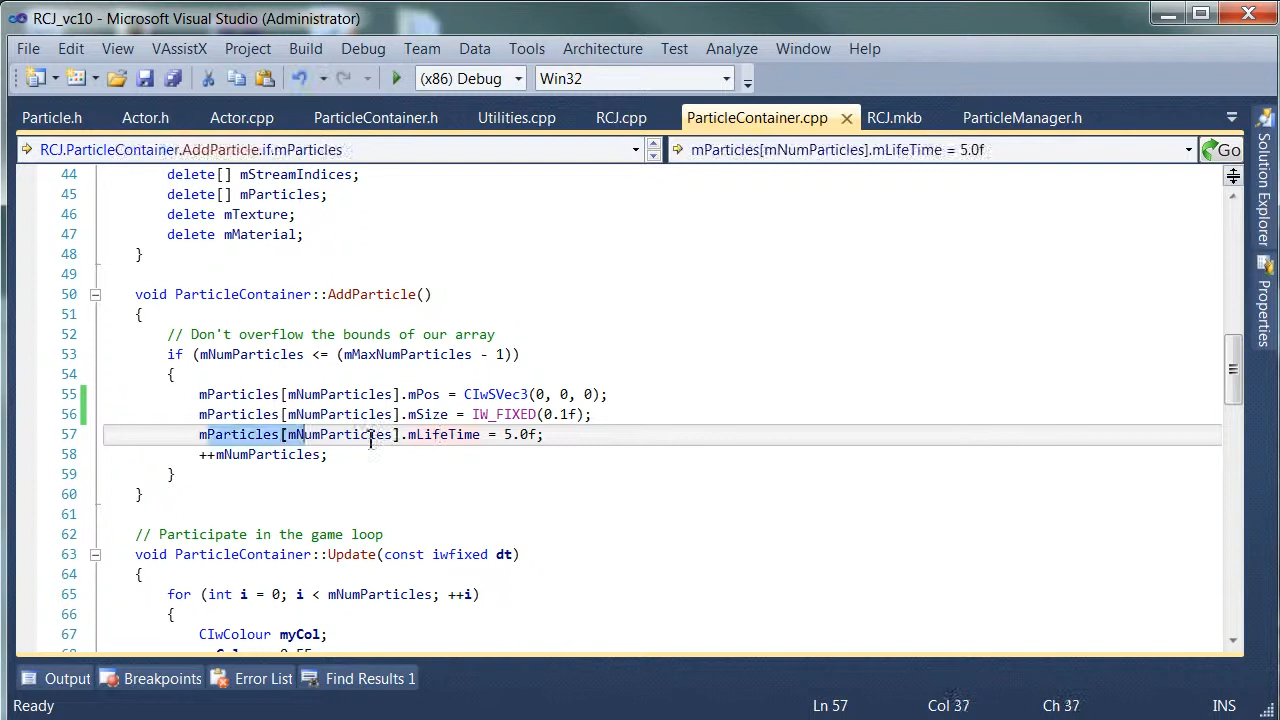 RCJ_vc10 - Microsoft Visual Studio (Administrator)
File Edit View VAssistX Project Build Debug Team Data Tools Architecture Test Analyze Window Help
(x86) Debug Win32
Particle.h Actor.h Actor.cpp ParticleContainer.h Utilities.cpp RCJ.cpp ParticleContainer.cpp RCJ.mkb ParticleManager.h
RCJ.ParticleContainer.AddParticle.if.mParticles mParticles[mNumParticles].mLifeTime = 5.0f Go
44 delete[] mStreamIndices;
45 delete[] mParticles;
46 delete mTexture;
47 delete mMaterial;
48 }
49
50 void ParticleContainer::AddParticle()
51 {
52 // Don't overflow the bounds of our array
53 if (mNumParticles <= (mMaxNumParticles - 1))
54 {
55 mParticles[mNumParticles].mPos = CIwSVec3(0, 0, 0);
56 mParticles[mNumParticles].mSize = IW_FIXED(0.1f);
57 mParticles[mNumParticles].mLifeTime = 5.0f;
58 ++mNumParticles;
59 }
60 }
61
62 // Participate in the game loop
63 void ParticleContainer::Update(const iwfixed dt)
64 {
65 for (int i = 0; i < mNumParticles; ++i)
66 {
67 CIwColour myCol;
Solution Explorer
Properties
Output Breakpoints Error List Find Results 1
Ready Ln 57 Col 37 Ch 37 INS